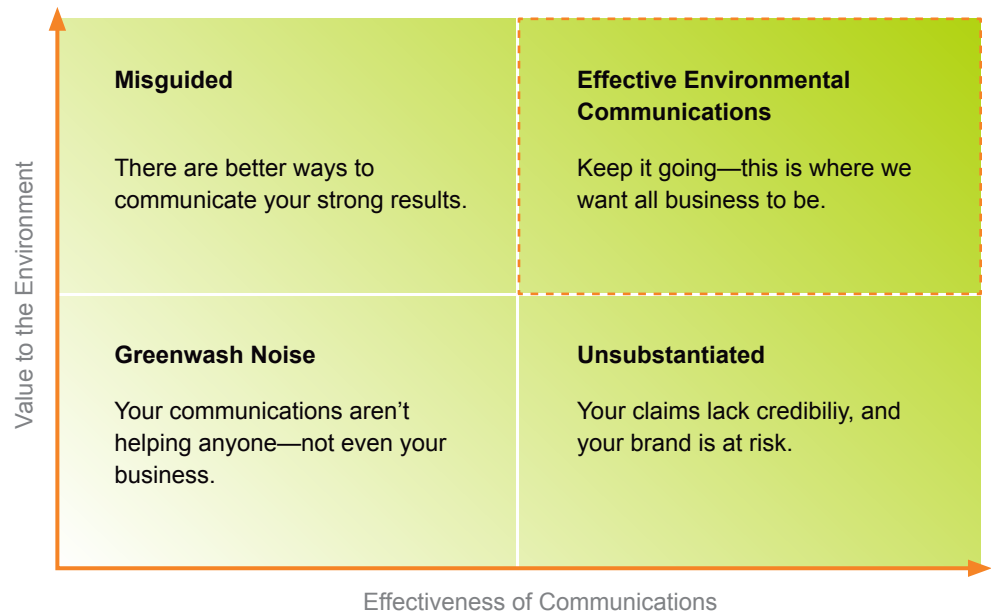 Value to the Environment
Misguided
There are better ways to
communicate your strong results.
Effective Environmental
Communications
Keep it going—this is where we
want all business to be.
Greenwash Noise
Your communications aren’t
helping anyone—not even your
business.
Unsubstantiated
Your claims lack credibiliy, and
your brand is at risk.
Effectiveness of Communications